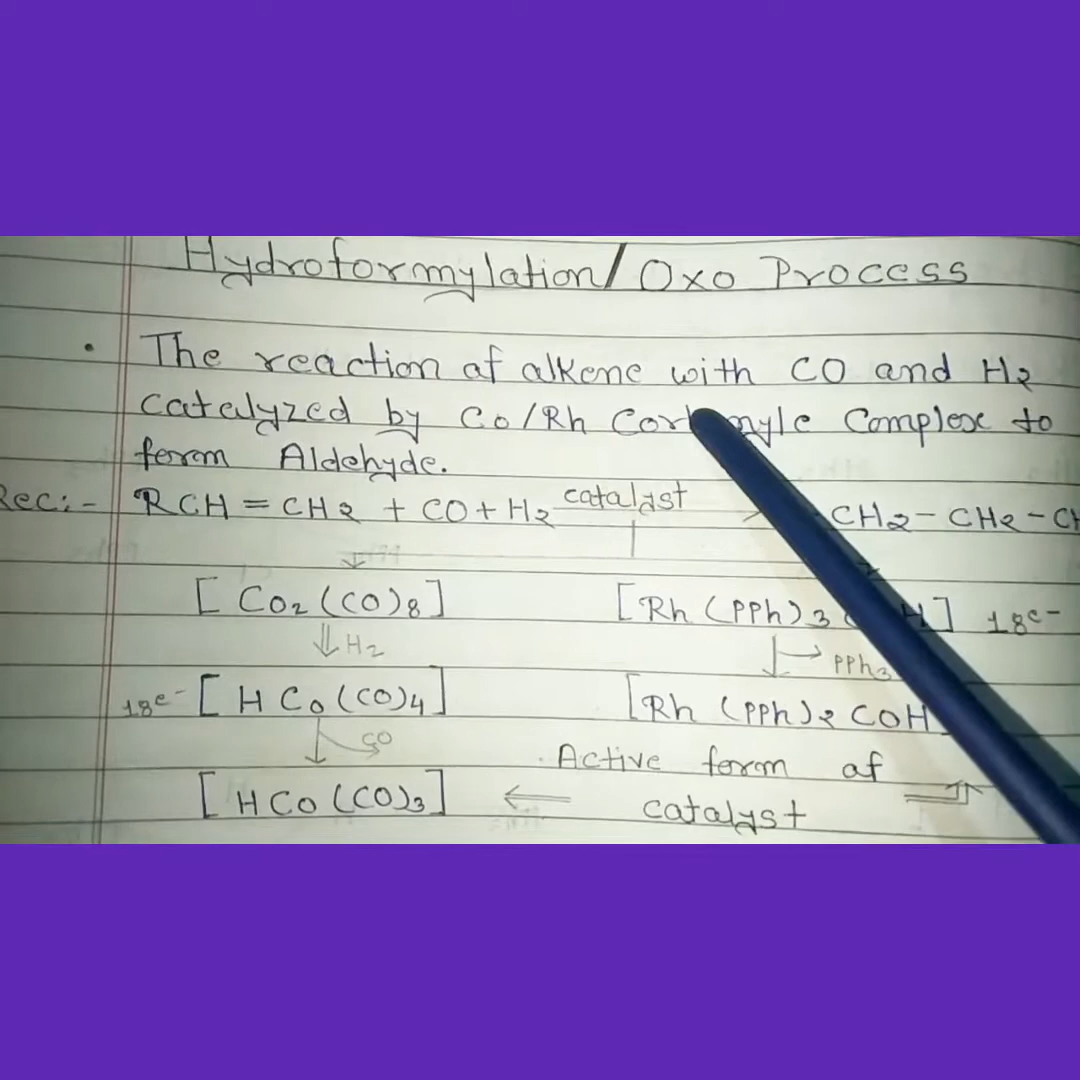 Hydroformylation/ Oxo Process
• The reaction of alkene with CO and H2
catalyzed by Co/Rh Complex to
form Aldehyde.
Rec:- RCH = CH2 + CO + H2 catalyst CH2 - CH2 -
[ Co2 (CO)8 ] [Rh (PPh)3 H] 18e-
⇓ H2 PPh3
18e- [ H Co (CO)4 ] [Rh (PPh)2 COH
Active form of
[ H Co (CO)3 ] ⇐ catalyst